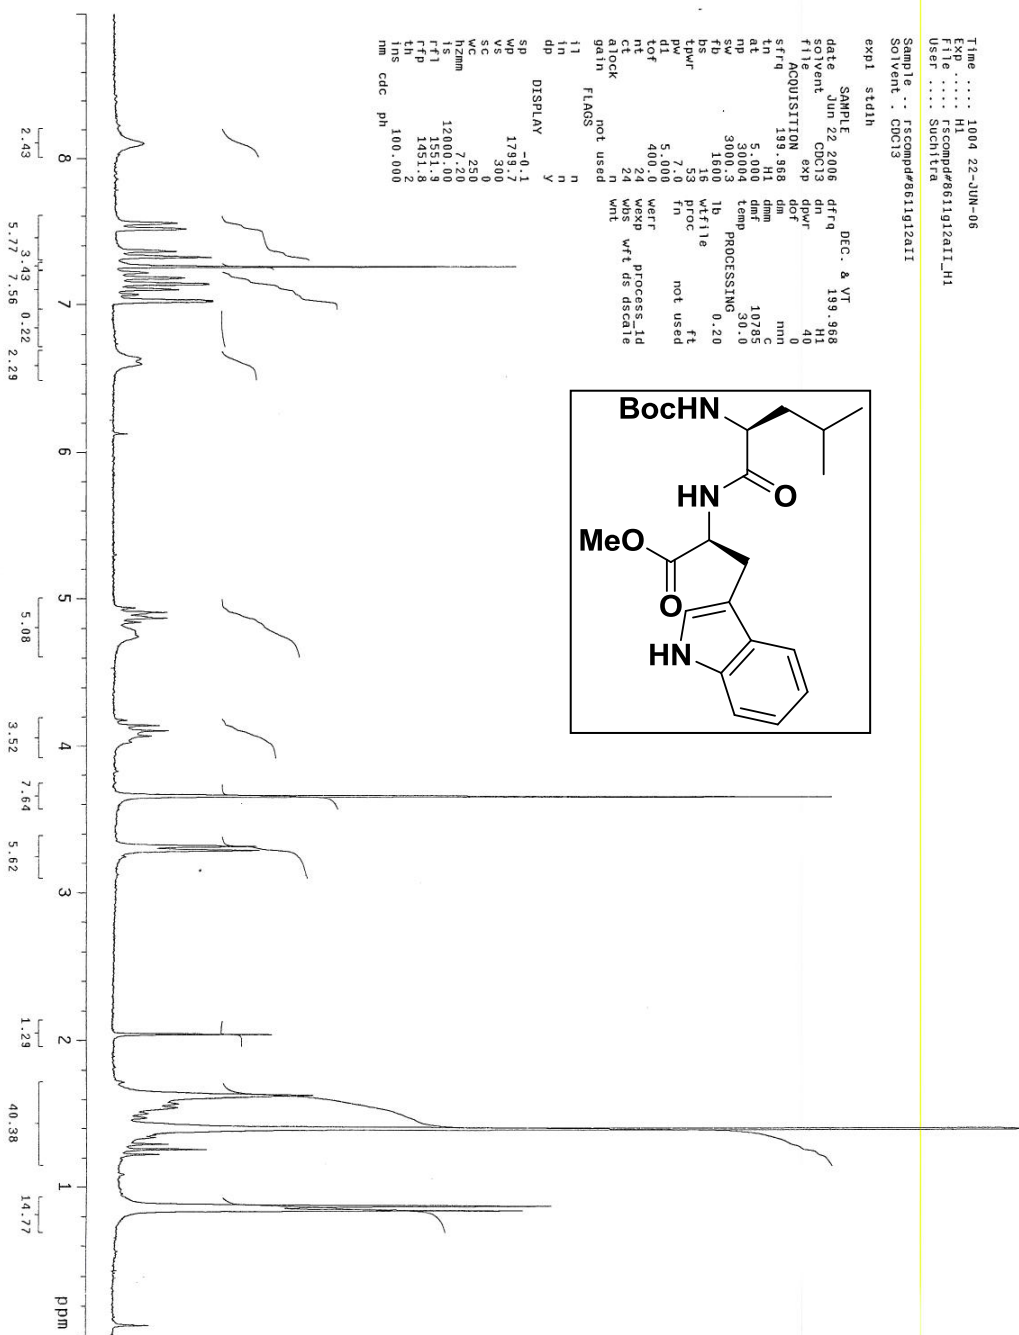 Time .... 1004 22-JUN-06
Exp ..... H1
File .... rscompd#8611g12aII_H1
User .... Suchitra
Sample .. rscompd#8611g12aII
Solvent . CDCl3
exp1 stdlh
SAMPLE DEC. & VT
date Jun 22 2006 dfrq 199.968
solvent CDCl3 dn H1
file exp dpwr 40
ACQUISITION dof 0
sfrq 199.968 dm nnn
tn H1 dmm c
at 5.000 dmf 10785
np 30004 temp 30.0
sw 3000.3 PROCESSING
fb 1600 lb 0.20
bs 16 wtfile
tpwr 53 proc ft
pw 7.0 fn not used
d1 5.000
tof 400.0 werr
nt 24 wexp process_1d
ct 24 wbs wft ds dscale
alock n wnt
gain not used
FLAGS
il n
in n
dp y
DISPLAY
sp -0.1
wp 1799.7
vs 300
sc 0
wc 250
hzmm 7.20
is 12000.00
rfl 1551.9
rfp 1451.8
th 2
ins 100.000
nm cdc ph
BocHN
HN
O
MeO
O
HN
8 7 6 5 4 3 2 1 ppm
2.43 5.77 3.43 7.56 0.22 2.29 5.08 3.52 7.64 5.62 1.29 40.38 14.77